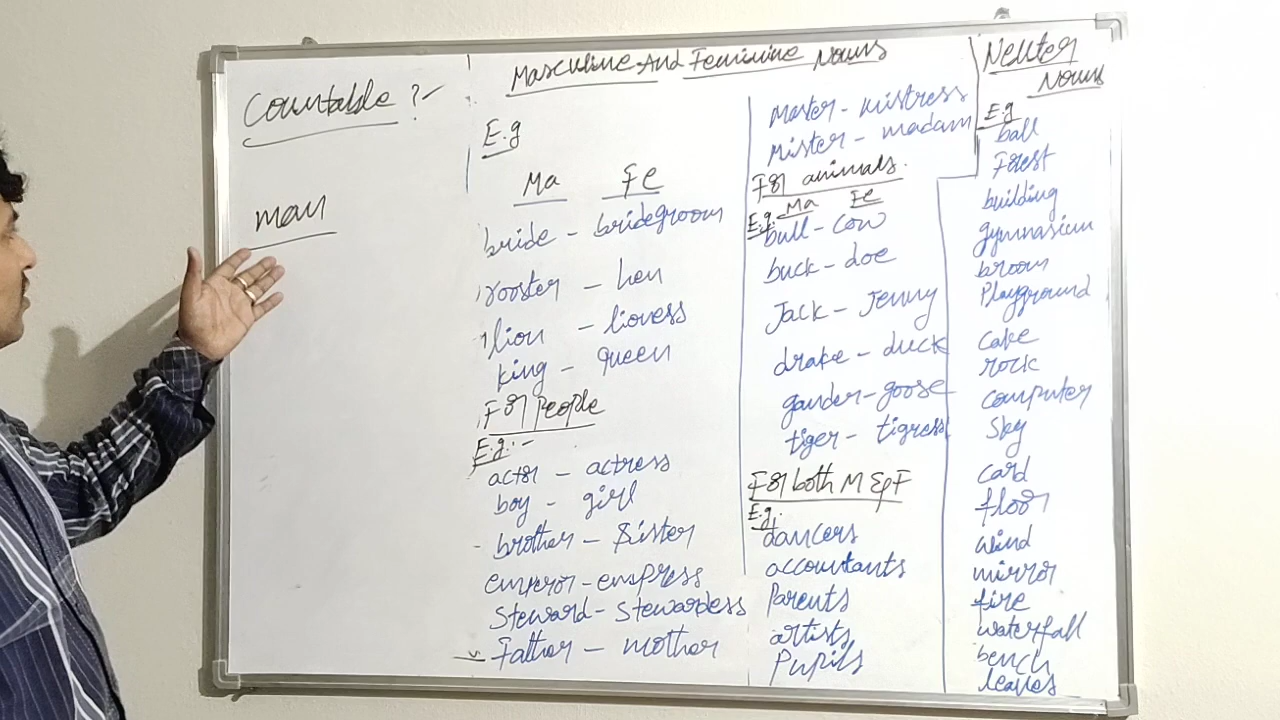 Countable ?-
man
Masculine And Feminine Nouns
E.g
Ma Fe
bride - bridegroom
rooster - hen
lion - lioness
king - queen
For People
E.g:-
actor - actress
boy - girl
brother - Sister
emperor - empress
Steward - Stewardess
Father - mother
Master - mistress
Mister - madam
For animals.
E.g. Ma Fe
bull - cow
buck - doe
Jack - Jenny
drake - duck
gander - goose
tiger - tigress
For both M & F
E.g:
dancers
accountants
Parents
artists
Pupils
Neuter
Nouns
E.g
ball
Forest
building
gymnasium
broom
Playground
cake
rock
computer
Sky
card
floor
wind
mirror
fire
waterfall
bench
leaves